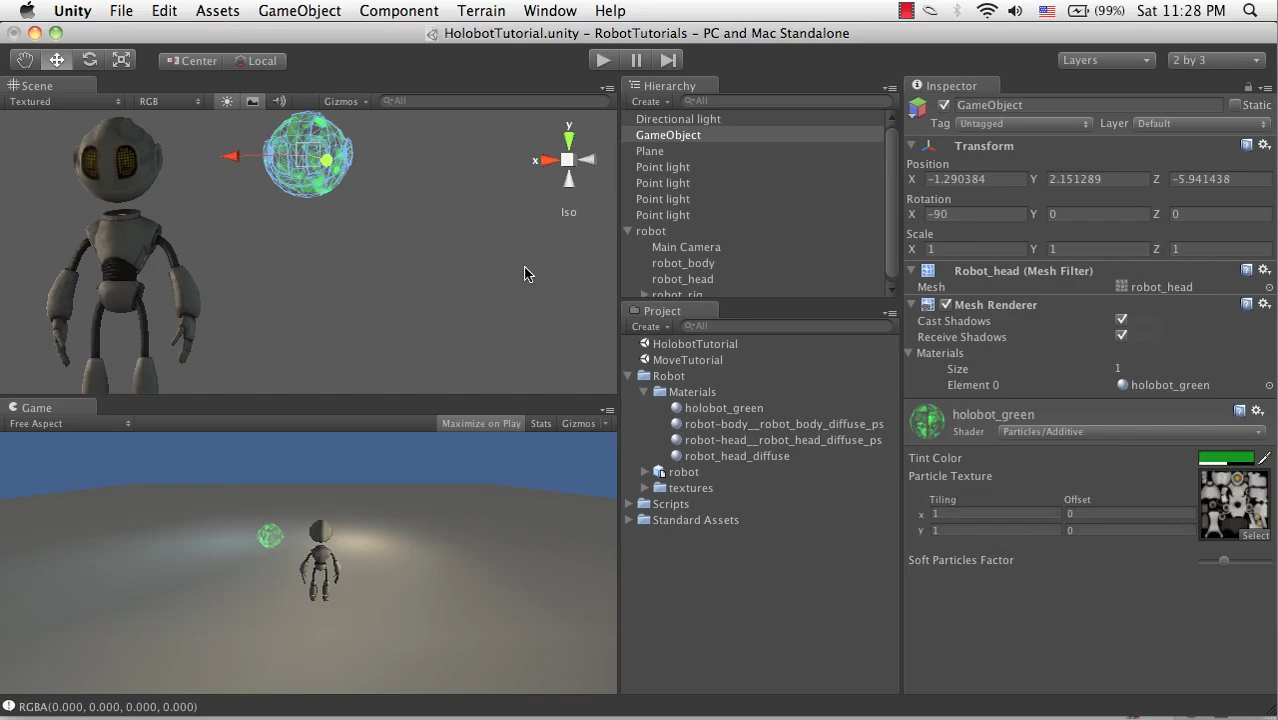 Unity File Edit Assets GameObject Component Terrain Window Help (99%) Sat 11:28 PM
HolobotTutorial.unity - RobotTutorials - PC and Mac Standalone
Center Local Layers 2 by 3
Scene
Textured RGB Gizmos All
y
x
Iso
Game
Free Aspect Maximize on Play Stats Gizmos
Hierarchy
Create All
Directional light
GameObject
Plane
Point light
Point light
Point light
Point light
robot
Main Camera
robot_body
robot_head
robot_rig
Project
Create All
HolobotTutorial
MoveTutorial
Robot
Materials
holobot_green
robot-body__robot_body_diffuse_ps
robot-head__robot_head_diffuse_ps
robot_head_diffuse
robot
textures
Scripts
Standard Assets
Inspector
GameObject Static
Tag Untagged Layer Default
Transform
Position
X -1.290384 Y 2.151289 Z -5.941438
Rotation
X -90 Y 0 Z 0
Scale
X 1 Y 1 Z 1
Robot_head (Mesh Filter)
Mesh robot_head
Mesh Renderer
Cast Shadows
Receive Shadows
Materials
Size 1
Element 0 holobot_green
holobot_green
Shader Particles/Additive
Tint Color
Particle Texture
Tiling Offset
x 1 0
y 1 0
Select
Soft Particles Factor
RGBA(0.000, 0.000, 0.000, 0.000)